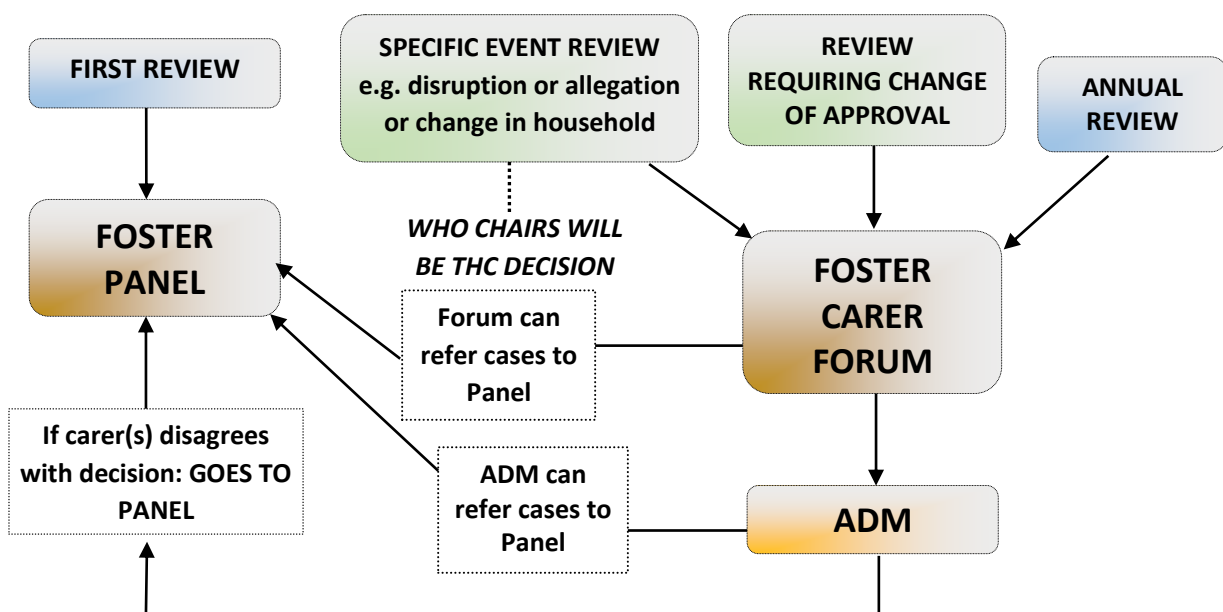 FIRST REVIEW
SPECIFIC EVENT REVIEW
e.g. disruption or allegation
or change in household
REVIEW
REQUIRING CHANGE
OF APPROVAL
ANNUAL
REVIEW
WHO CHAIRS WILL
BE THC DECISION
FOSTER
PANEL
FOSTER
CARER
FORUM
Forum can
refer cases to
Panel
If carer(s) disagrees
with decision: GOES TO
PANEL
ADM can
refer cases to
Panel
ADM